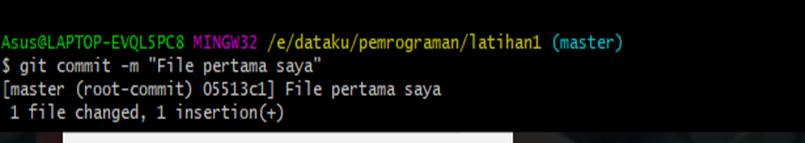 Asus@LAPTOP-EVQL5PC8 MINGW32 /e/dataku/pemrograman/latihan1 (master)
$ git commit -m "File pertama saya"
[master (root-commit) 05513c1] File pertama saya
 1 file changed, 1 insertion(+)